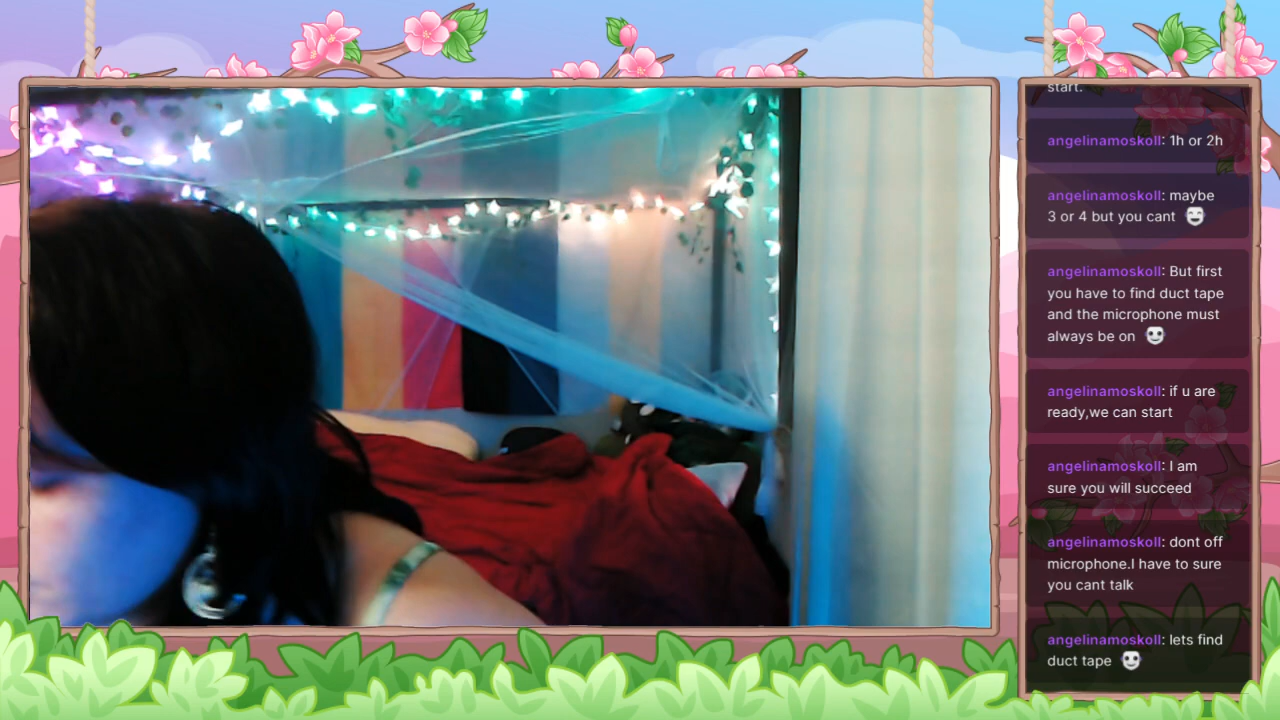 start.
angelinamoskoll: 1h or 2h
angelinamoskoll: maybe
3 or 4 but you cant
angelinamoskoll: But first
you have to find duct tape
and the microphone must
always be on
angelinamoskoll: if u are
ready,we can start
angelinamoskoll: I am
sure you will succeed
angelinamoskoll: dont off
microphone.I have to sure
you cant talk
angelinamoskoll: lets find
duct tape